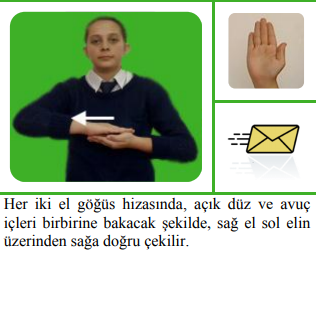 Her iki el göğüs hizasında, açık düz ve avuç
içleri birbirine bakacak şekilde, sağ el sol elin
üzerinden sağa doğru çekilir.